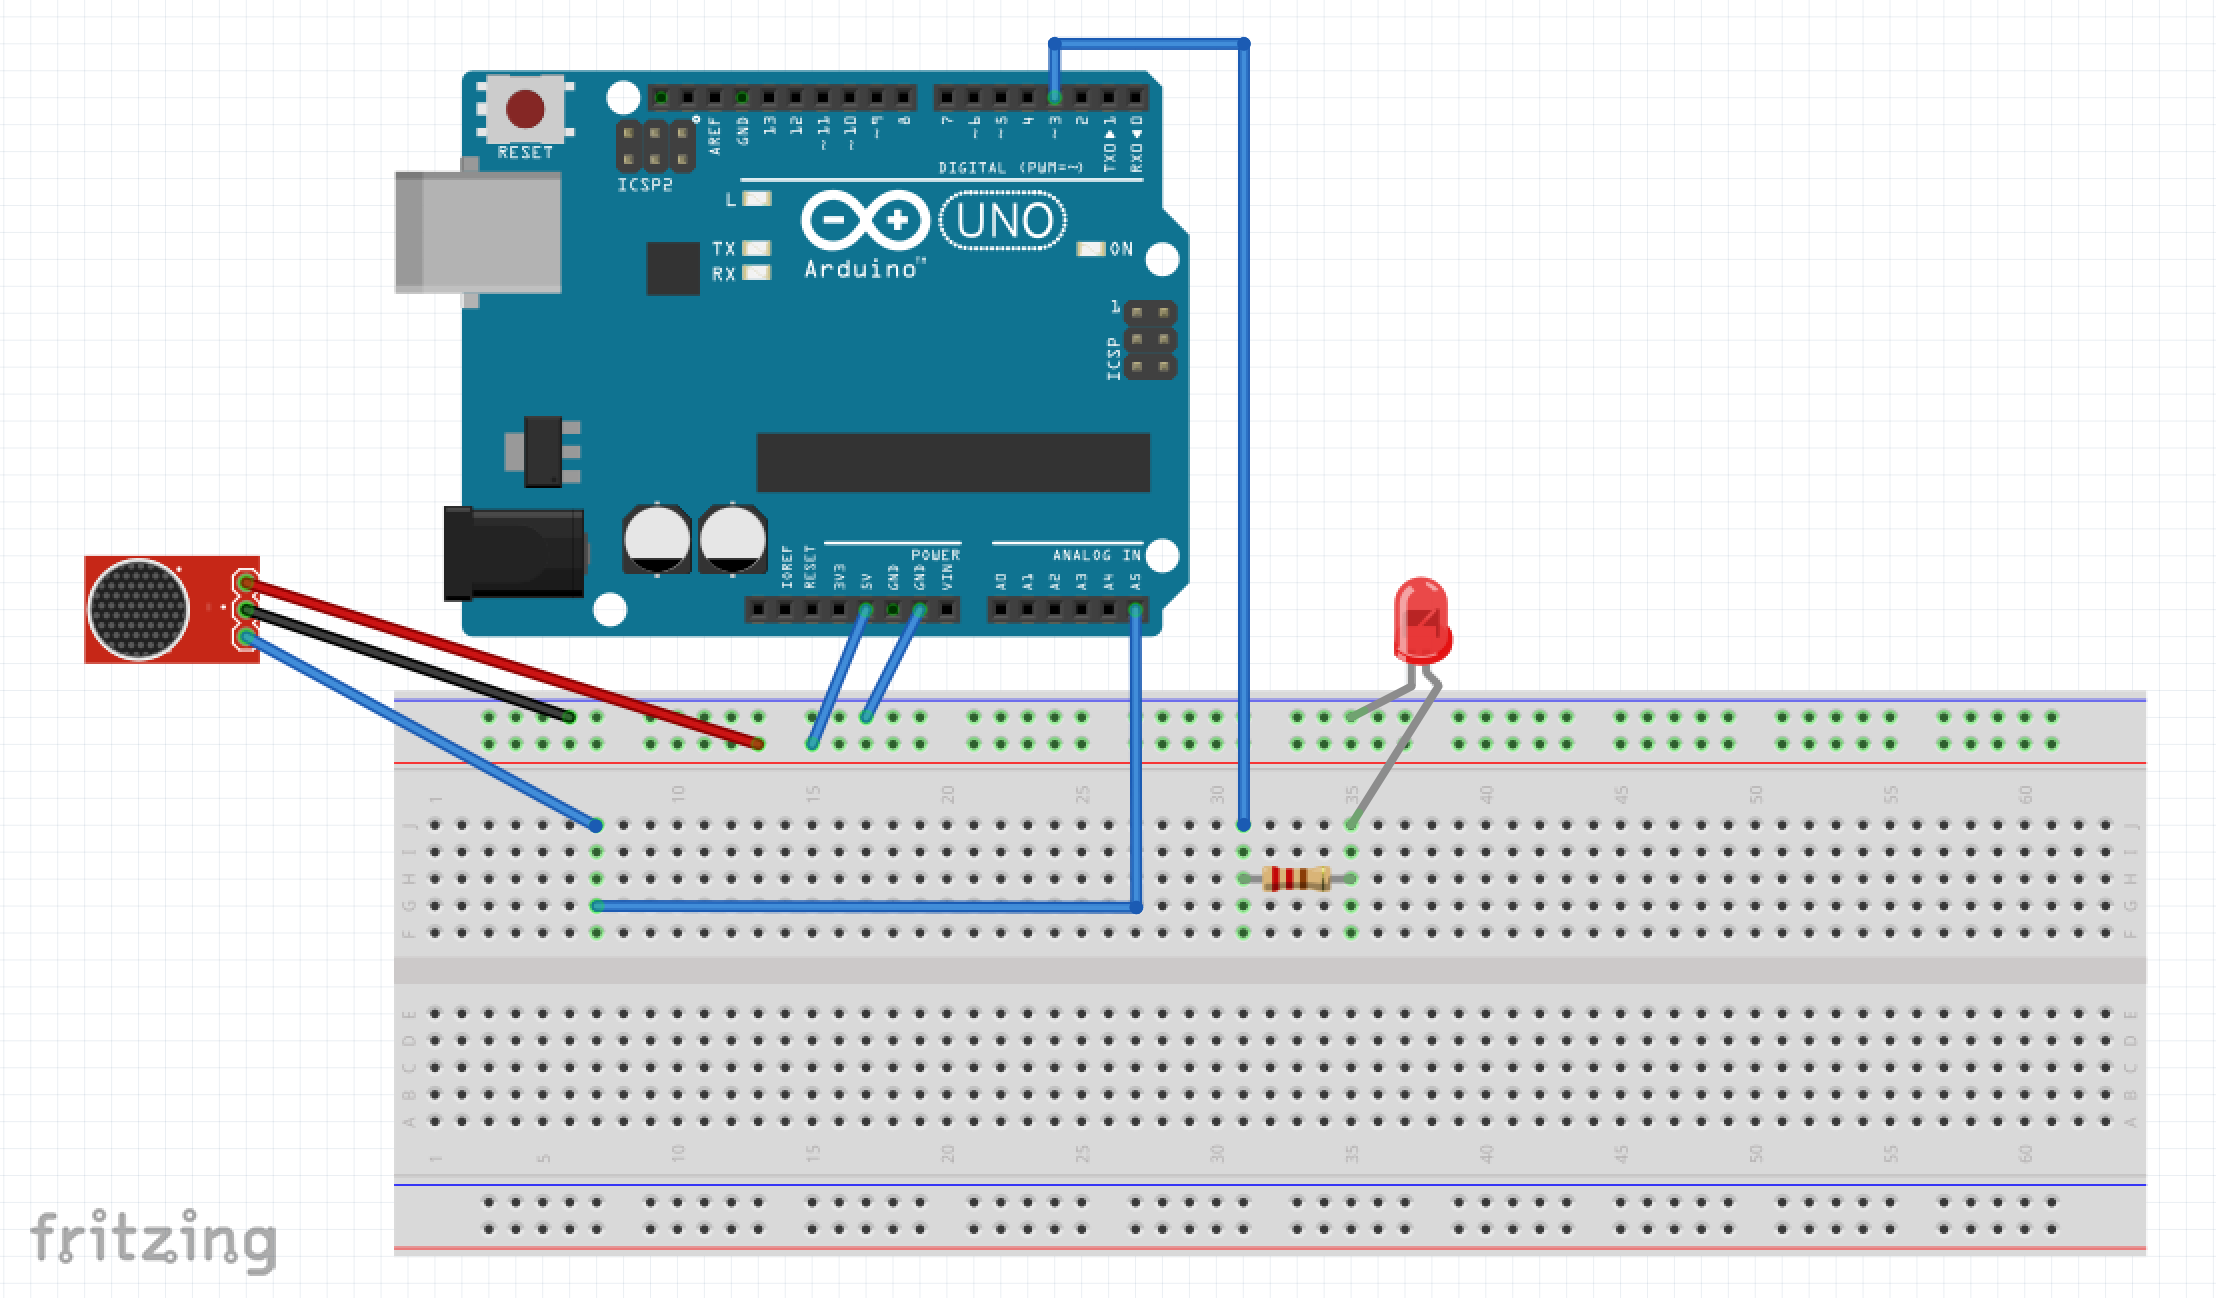 RESET
ICSP2
AREF
GND
13
12
~11
~10
~9
8
7
~6
~5
4
~3
2
TXD▶1
RXD◀0
DIGITAL (PWM=~)
L
TX
RX
Arduino™
UNO
ON
1
ICSP
IOREF
RESET
3V3
5V
GND
GND
VIN
POWER
ANALOG IN
A0
A1
A2
A3
A4
A5
1
10
15
20
25
30
35
40
45
50
55
60
J
I
H
G
F
J
I
H
G
F
E
D
C
B
A
E
D
C
B
A
1
5
10
15
20
25
30
35
40
45
50
55
60
fritzing